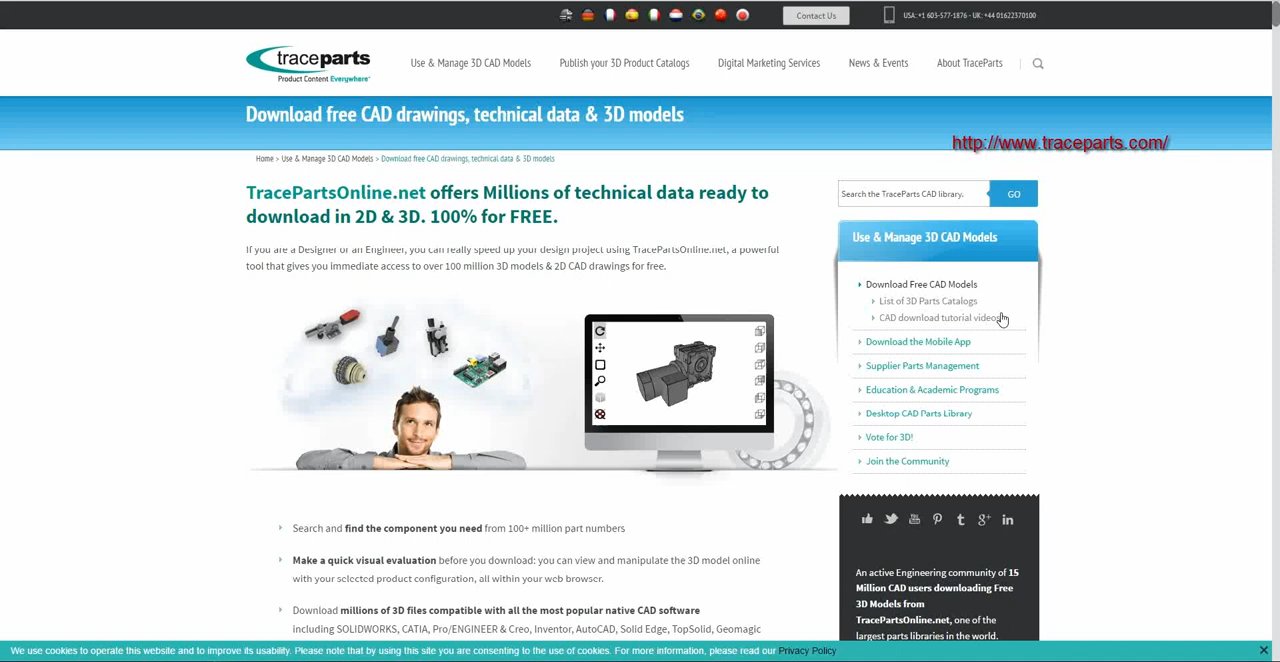 Contact Us
USA: +1 603-577-1876 - UK: +44 01622370100
traceparts
Product Content Everywhere
Use & Manage 3D CAD Models
Publish your 3D Product Catalogs
Digital Marketing Services
News & Events
About TraceParts
Download free CAD drawings, technical data & 3D models
http://www.traceparts.com/
Home > Use & Manage 3D CAD Models > Download free CAD drawings, technical data & 3D models
TracePartsOnline.net offers Millions of technical data ready to
download in 2D & 3D. 100% for FREE.
If you are a Designer or an Engineer, you can really speed up your design project using TracePartsOnline.net, a powerful
tool that gives you immediate access to over 100 million 3D models & 2D CAD drawings for free.
Search and find the component you need from 100+ million part numbers
Make a quick visual evaluation before you download: you can view and manipulate the 3D model online
with your selected product configuration, all within your web browser.
Download millions of 3D files compatible with all the most popular native CAD software
including SOLIDWORKS, CATIA, Pro/ENGINEER & Creo, Inventor, AutoCAD, Solid Edge, TopSolid, Geomagic
Search the TraceParts CAD library.
GO
Use & Manage 3D CAD Models
Download Free CAD Models
List of 3D Parts Catalogs
CAD download tutorial videos
Download the Mobile App
Supplier Parts Management
Education & Academic Programs
Desktop CAD Parts Library
Vote for 3D!
Join the Community
An active Engineering community of 15
Million CAD users downloading Free
3D Models from
TracePartsOnline.net, one of the
largest parts libraries in the world.
We use cookies to operate this website and to improve its usability. Please note that by using this site you are consenting to the use of cookies. For more information, please read our Privacy Policy